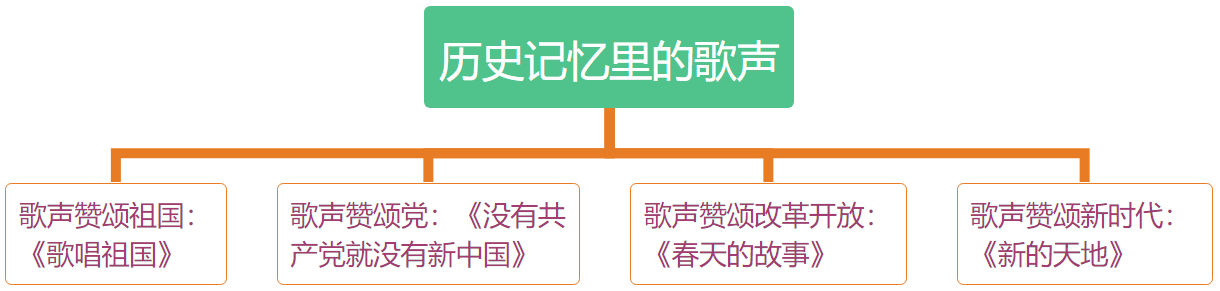 历史记忆里的歌声
歌声赞颂祖国：
《歌唱祖国》
歌声赞颂党：《没有共
产党就没有新中国》
歌声赞颂改革开放：
《春天的故事》
歌声赞颂新时代：
《新的天地》